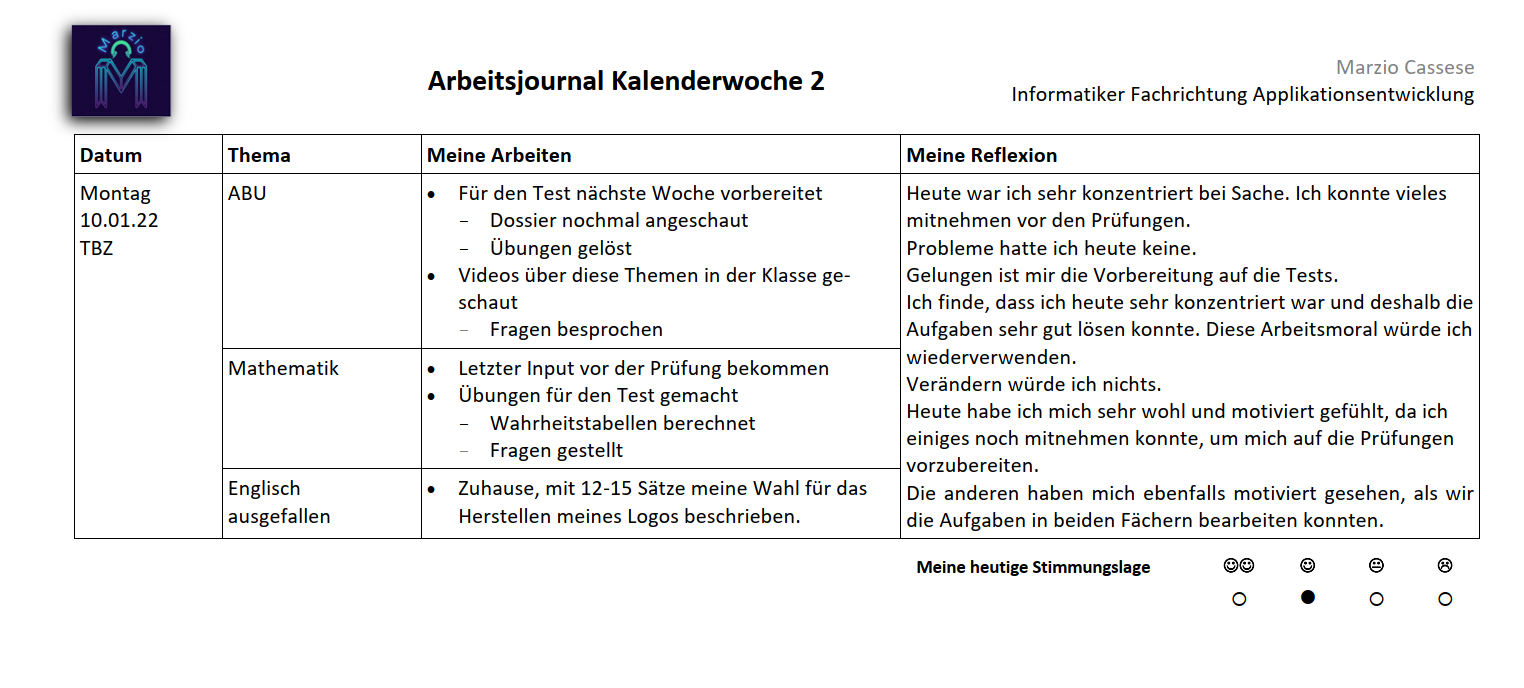 Marzio
Arbeitsjournal Kalenderwoche 2
Marzio Cassese
Informatiker Fachrichtung Applikationsentwicklung
Datum
Thema
Meine Arbeiten
Meine Reflexion
Montag
10.01.22
TBZ
ABU
• Für den Test nächste Woche vorbereitet
− Dossier nochmal angeschaut
− Übungen gelöst
• Videos über diese Themen in der Klasse ge-
schaut
− Fragen besprochen
Mathematik
• Letzter Input vor der Prüfung bekommen
• Übungen für den Test gemacht
− Wahrheitstabellen berechnet
− Fragen gestellt
Englisch
ausgefallen
• Zuhause, mit 12-15 Sätze meine Wahl für das
Herstellen meines Logos beschrieben.
Heute war ich sehr konzentriert bei Sache. Ich konnte vieles
mitnehmen vor den Prüfungen.
Probleme hatte ich heute keine.
Gelungen ist mir die Vorbereitung auf die Tests.
Ich finde, dass ich heute sehr konzentriert war und deshalb die
Aufgaben sehr gut lösen konnte. Diese Arbeitsmoral würde ich
wiederverwenden.
Verändern würde ich nichts.
Heute habe ich mich sehr wohl und motiviert gefühlt, da ich
einiges noch mitnehmen konnte, um mich auf die Prüfungen
vorzubereiten.
Die anderen haben mich ebenfalls motiviert gesehen, als wir
die Aufgaben in beiden Fächern bearbeiten konnten.
Meine heutige Stimmungslage